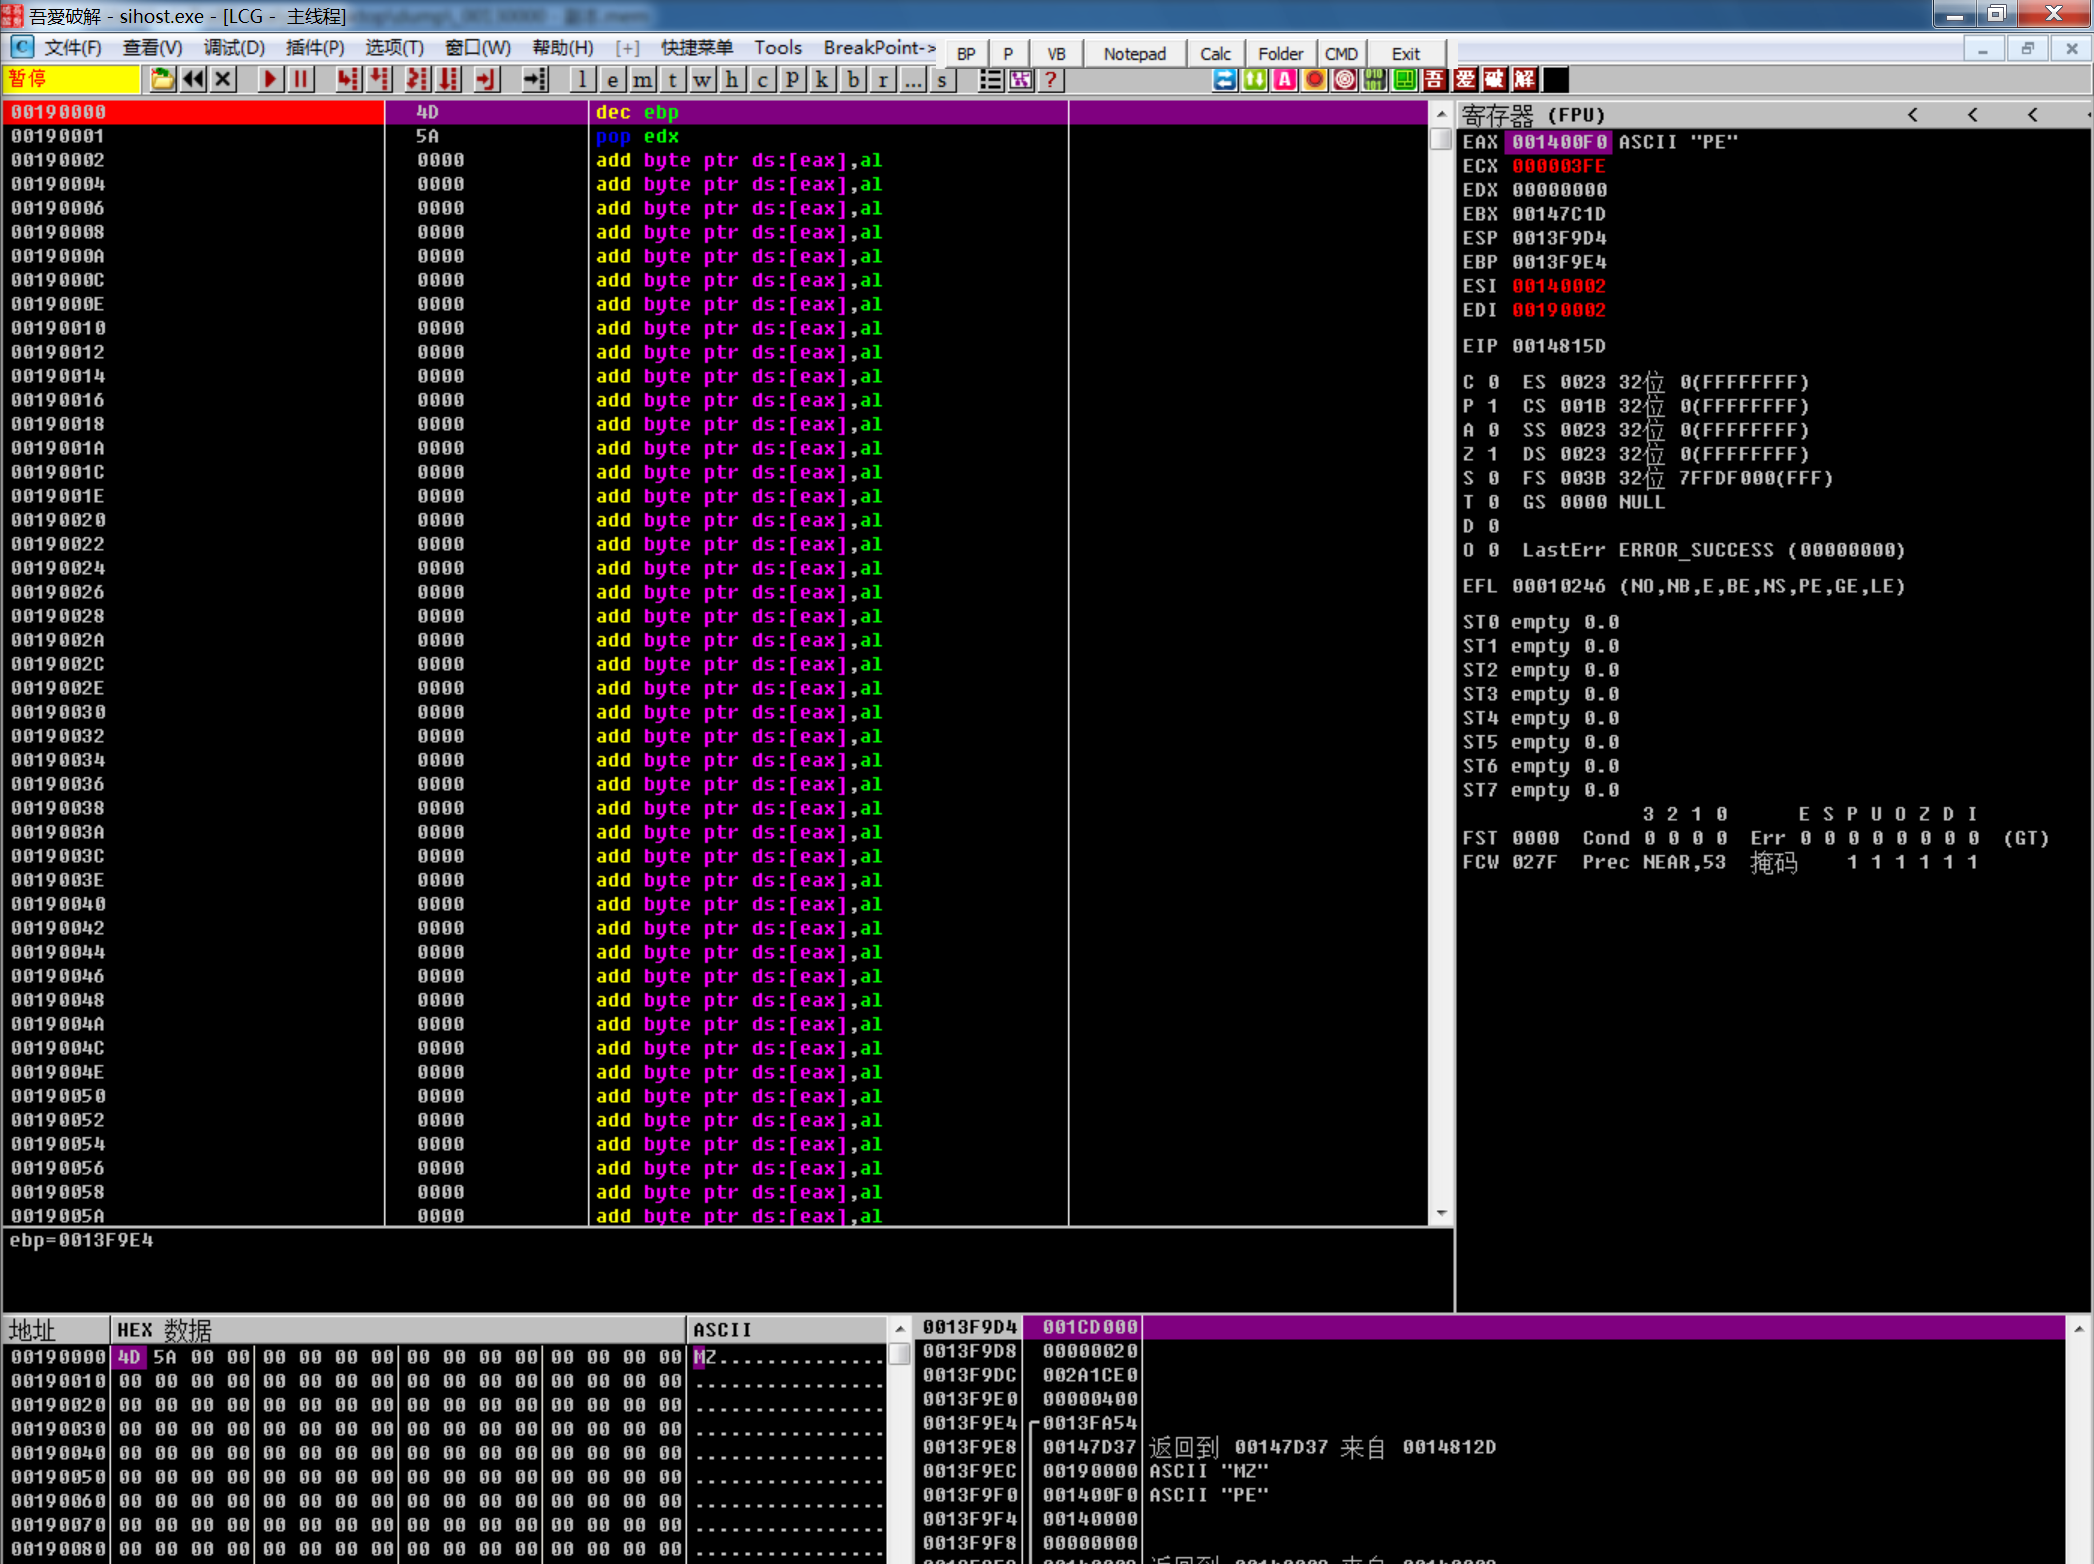 吾愛破解 - sihost.exe - [LCG - 主线程]
文件(F) 查看(V) 调试(D) 插件(P) 选项(T) 窗口(W) 帮助(H) [+] 快捷菜单 Tools BreakPoint-> BP P VB Notepad Calc Folder CMD Exit
暂停 l e m t w h c P k b r ... s ? A 吾 爱 破 解
寄存器 (FPU) < < <
00190000 4D dec ebp
00190001 5A pop edx
00190002 0000 add byte ptr ds:[eax],al
00190004 0000 add byte ptr ds:[eax],al
00190006 0000 add byte ptr ds:[eax],al
00190008 0000 add byte ptr ds:[eax],al
0019000A 0000 add byte ptr ds:[eax],al
0019000C 0000 add byte ptr ds:[eax],al
0019000E 0000 add byte ptr ds:[eax],al
00190010 0000 add byte ptr ds:[eax],al
00190012 0000 add byte ptr ds:[eax],al
00190014 0000 add byte ptr ds:[eax],al
00190016 0000 add byte ptr ds:[eax],al
00190018 0000 add byte ptr ds:[eax],al
0019001A 0000 add byte ptr ds:[eax],al
0019001C 0000 add byte ptr ds:[eax],al
0019001E 0000 add byte ptr ds:[eax],al
00190020 0000 add byte ptr ds:[eax],al
00190022 0000 add byte ptr ds:[eax],al
00190024 0000 add byte ptr ds:[eax],al
00190026 0000 add byte ptr ds:[eax],al
00190028 0000 add byte ptr ds:[eax],al
0019002A 0000 add byte ptr ds:[eax],al
0019002C 0000 add byte ptr ds:[eax],al
0019002E 0000 add byte ptr ds:[eax],al
00190030 0000 add byte ptr ds:[eax],al
00190032 0000 add byte ptr ds:[eax],al
00190034 0000 add byte ptr ds:[eax],al
00190036 0000 add byte ptr ds:[eax],al
00190038 0000 add byte ptr ds:[eax],al
0019003A 0000 add byte ptr ds:[eax],al
0019003C 0000 add byte ptr ds:[eax],al
0019003E 0000 add byte ptr ds:[eax],al
00190040 0000 add byte ptr ds:[eax],al
00190042 0000 add byte ptr ds:[eax],al
00190044 0000 add byte ptr ds:[eax],al
00190046 0000 add byte ptr ds:[eax],al
00190048 0000 add byte ptr ds:[eax],al
0019004A 0000 add byte ptr ds:[eax],al
0019004C 0000 add byte ptr ds:[eax],al
0019004E 0000 add byte ptr ds:[eax],al
00190050 0000 add byte ptr ds:[eax],al
00190052 0000 add byte ptr ds:[eax],al
00190054 0000 add byte ptr ds:[eax],al
00190056 0000 add byte ptr ds:[eax],al
00190058 0000 add byte ptr ds:[eax],al
0019005A 0000 add byte ptr ds:[eax],al
ebp=0013F9E4
EAX 001400F0 ASCII "PE"
ECX 000003FE
EDX 00000000
EBX 00147C1D
ESP 0013F9D4
EBP 0013F9E4
ESI 00140002
EDI 00190002
EIP 0014815D
C 0 ES 0023 32位 0(FFFFFFFF)
P 1 CS 001B 32位 0(FFFFFFFF)
A 0 SS 0023 32位 0(FFFFFFFF)
Z 1 DS 0023 32位 0(FFFFFFFF)
S 0 FS 003B 32位 7FFDF000(FFF)
T 0 GS 0000 NULL
D 0
O 0 LastErr ERROR_SUCCESS (00000000)
EFL 00010246 (NO,NB,E,BE,NS,PE,GE,LE)
ST0 empty 0.0
ST1 empty 0.0
ST2 empty 0.0
ST3 empty 0.0
ST4 empty 0.0
ST5 empty 0.0
ST6 empty 0.0
ST7 empty 0.0
3 2 1 0 E S P U O Z D I
FST 0000 Cond 0 0 0 0 Err 0 0 0 0 0 0 0 0 (GT)
FCW 027F Prec NEAR,53 掩码 1 1 1 1 1 1
地址 HEX 数据 ASCII
00190000 4D 5A 00 00 00 00 00 00 00 00 00 00 00 00 00 00 MZ..............
00190010 00 00 00 00 00 00 00 00 00 00 00 00 00 00 00 00 ................
00190020 00 00 00 00 00 00 00 00 00 00 00 00 00 00 00 00 ................
00190030 00 00 00 00 00 00 00 00 00 00 00 00 00 00 00 00 ................
00190040 00 00 00 00 00 00 00 00 00 00 00 00 00 00 00 00 ................
00190050 00 00 00 00 00 00 00 00 00 00 00 00 00 00 00 00 ................
00190060 00 00 00 00 00 00 00 00 00 00 00 00 00 00 00 00 ................
00190070 00 00 00 00 00 00 00 00 00 00 00 00 00 00 00 00 ................
00190080 00 00 00 00 00 00 00 00 00 00 00 00 00 00 00 00 ................
0013F9D4 001CD000
0013F9D8 00000020
0013F9DC 002A1CE0
0013F9E0 00000400
0013F9E4 0013FA54
0013F9E8 00147D37 返回到 00147D37 来自 0014812D
0013F9EC 00190000 ASCII "MZ"
0013F9F0 001400F0 ASCII "PE"
0013F9F4 00140000
0013F9F8 00000000